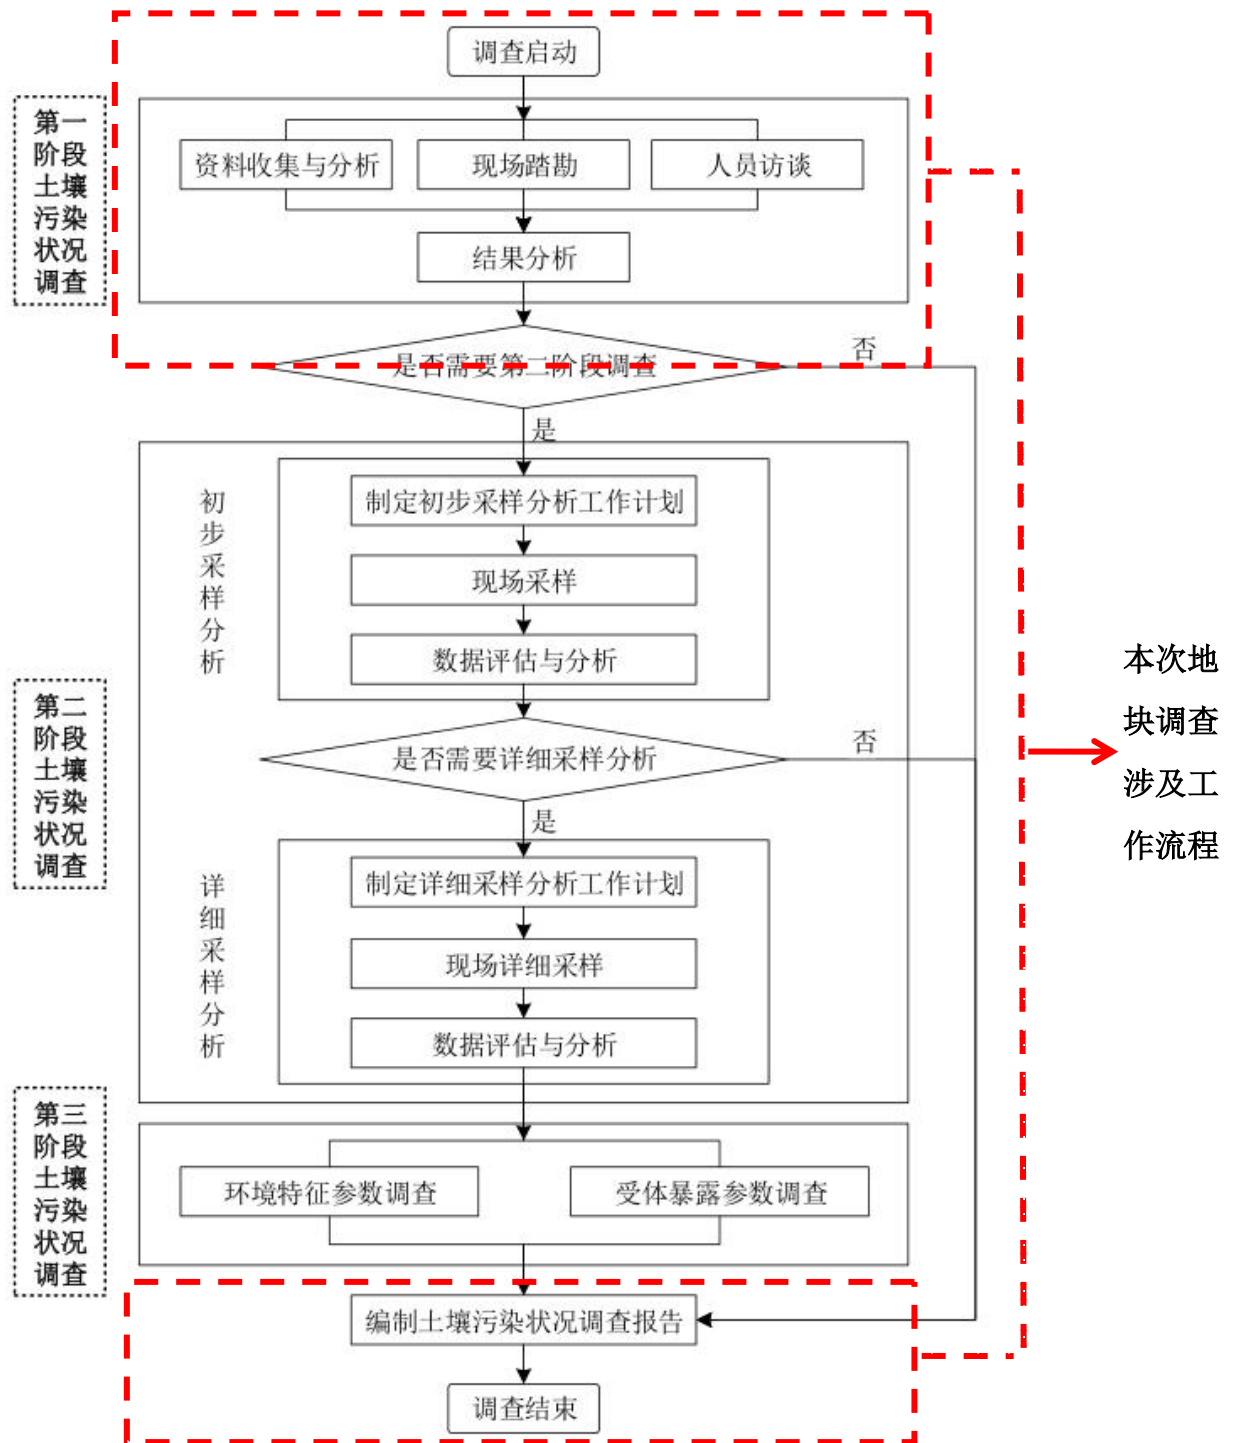 调查启动
第一
阶段
土壤
污染
状况
调查
资料收集与分析
现场踏勘
人员访谈
结果分析
是否需要第二阶段调查
否
是
初
步
采
样
分
析
制定初步采样分析工作计划
现场采样
数据评估与分析
第二
阶段
土壤
污染
状况
调查
是否需要详细采样分析
否
是
详
细
采
样
分
析
制定详细采样分析工作计划
现场详细采样
数据评估与分析
第三
阶段
土壤
污染
状况
调查
环境特征参数调查
受体暴露参数调查
编制土壤污染状况调查报告
调查结束
本次地
块调查
涉及工
作流程